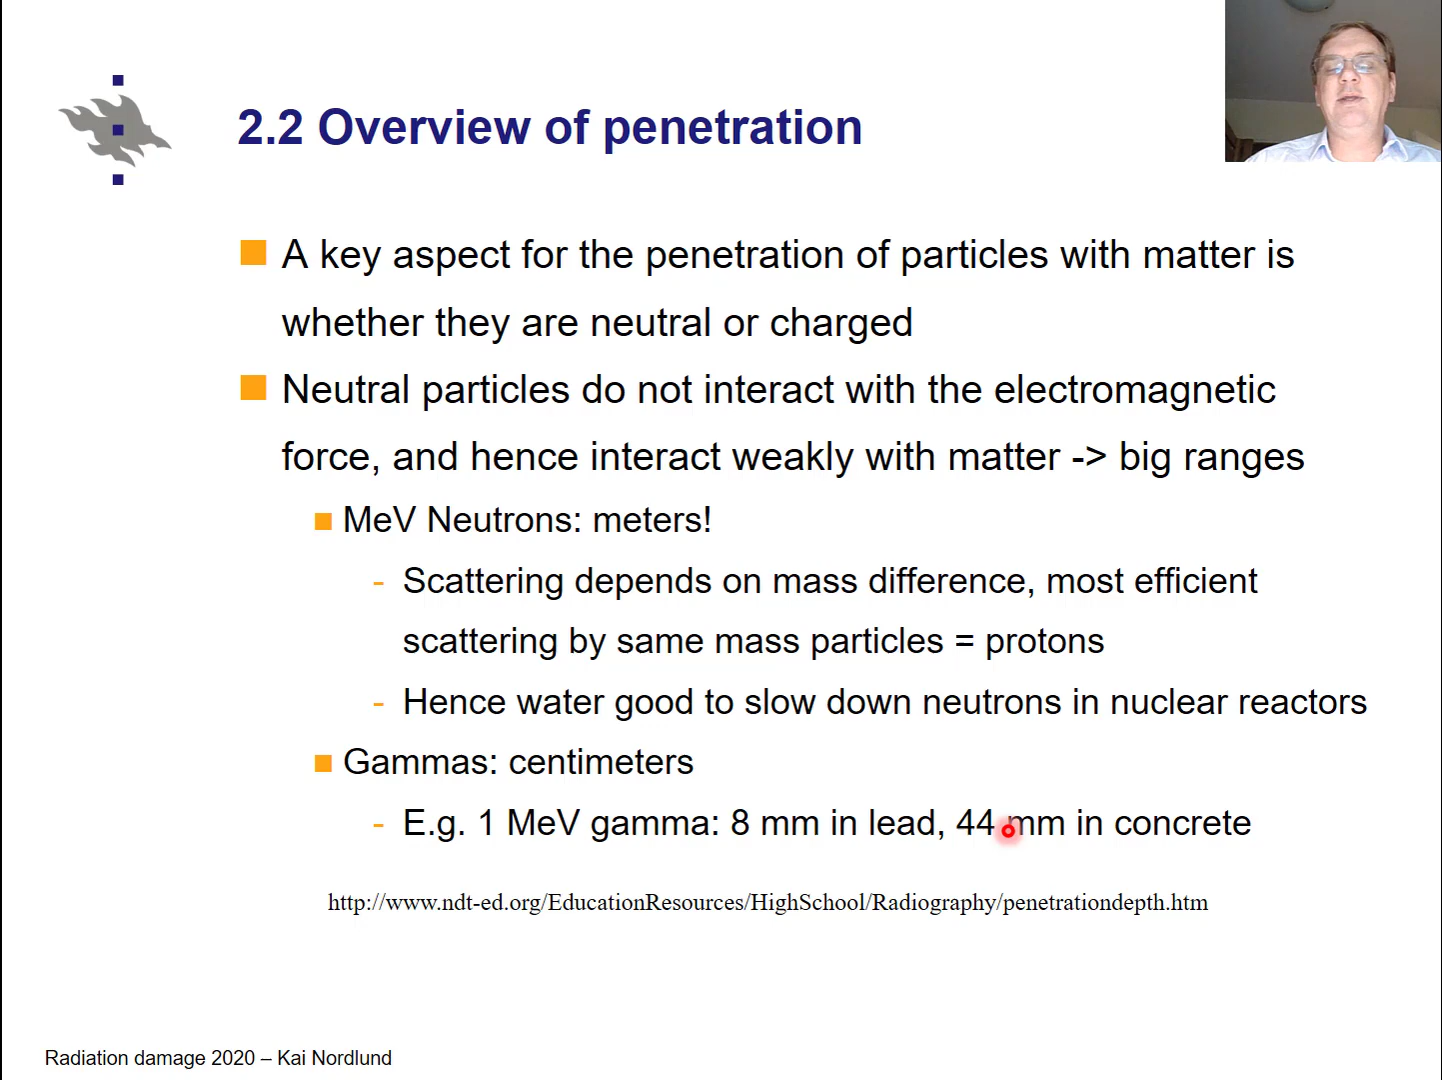 2.2 Overview of penetration
A key aspect for the penetration of particles with matter is
whether they are neutral or charged
Neutral particles do not interact with the electromagnetic
force, and hence interact weakly with matter -> big ranges
MeV Neutrons: meters!
- Scattering depends on mass difference, most efficient
scattering by same mass particles = protons
- Hence water good to slow down neutrons in nuclear reactors
Gammas: centimeters
- E.g. 1 MeV gamma: 8 mm in lead, 44 mm in concrete
http://www.ndt-ed.org/EducationResources/HighSchool/Radiography/penetrationdepth.htm
Radiation damage 2020 – Kai Nordlund